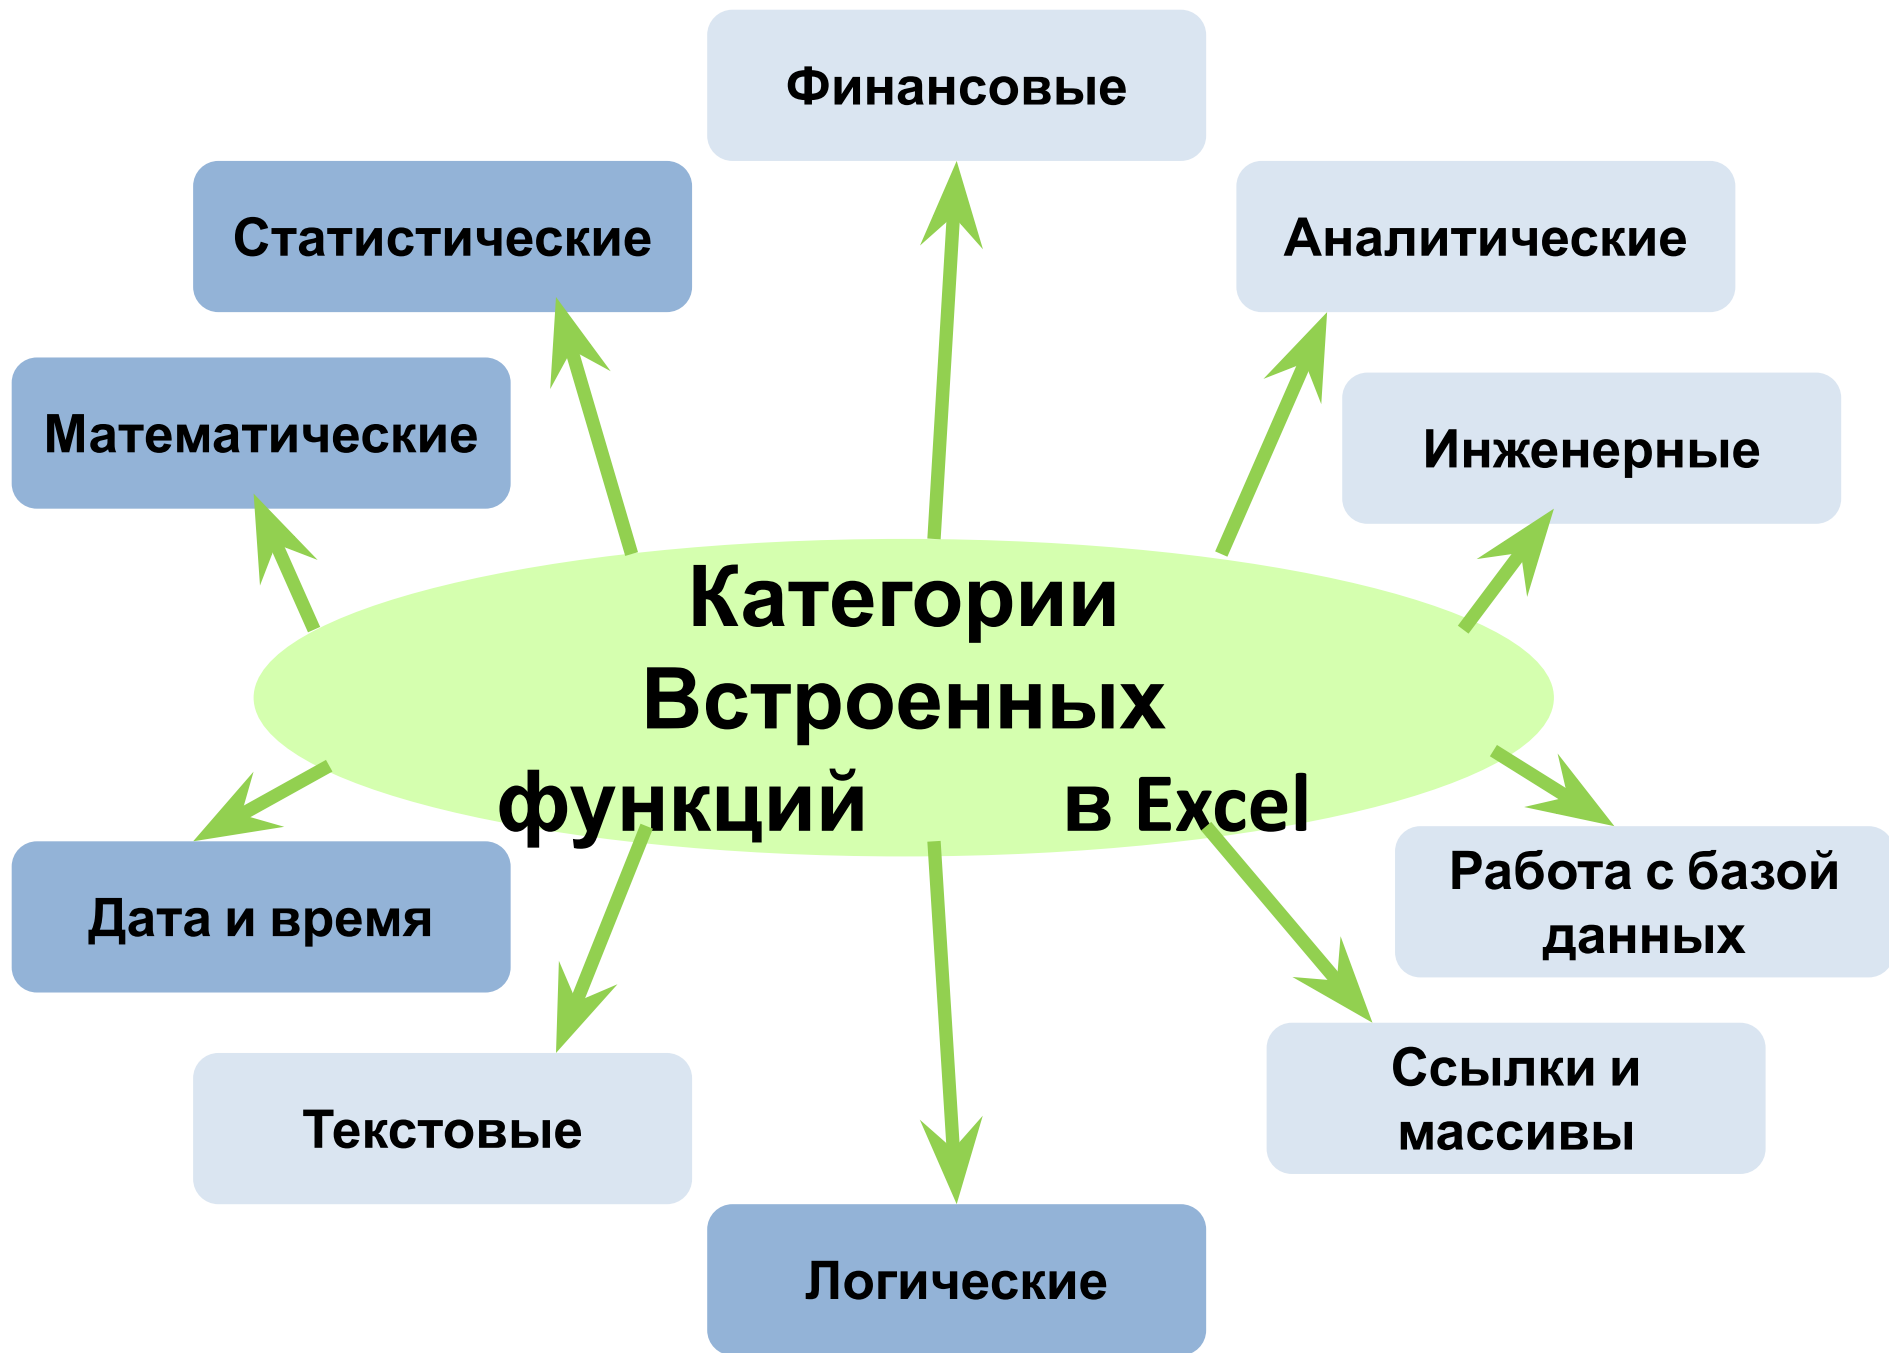 Финансовые
Статистические
Аналитические
Математические
Инженерные
Категории
Встроенных
функций в Excel
Работа с базой
данных
Дата и время
Ссылки и
массивы
Текстовые
Логические